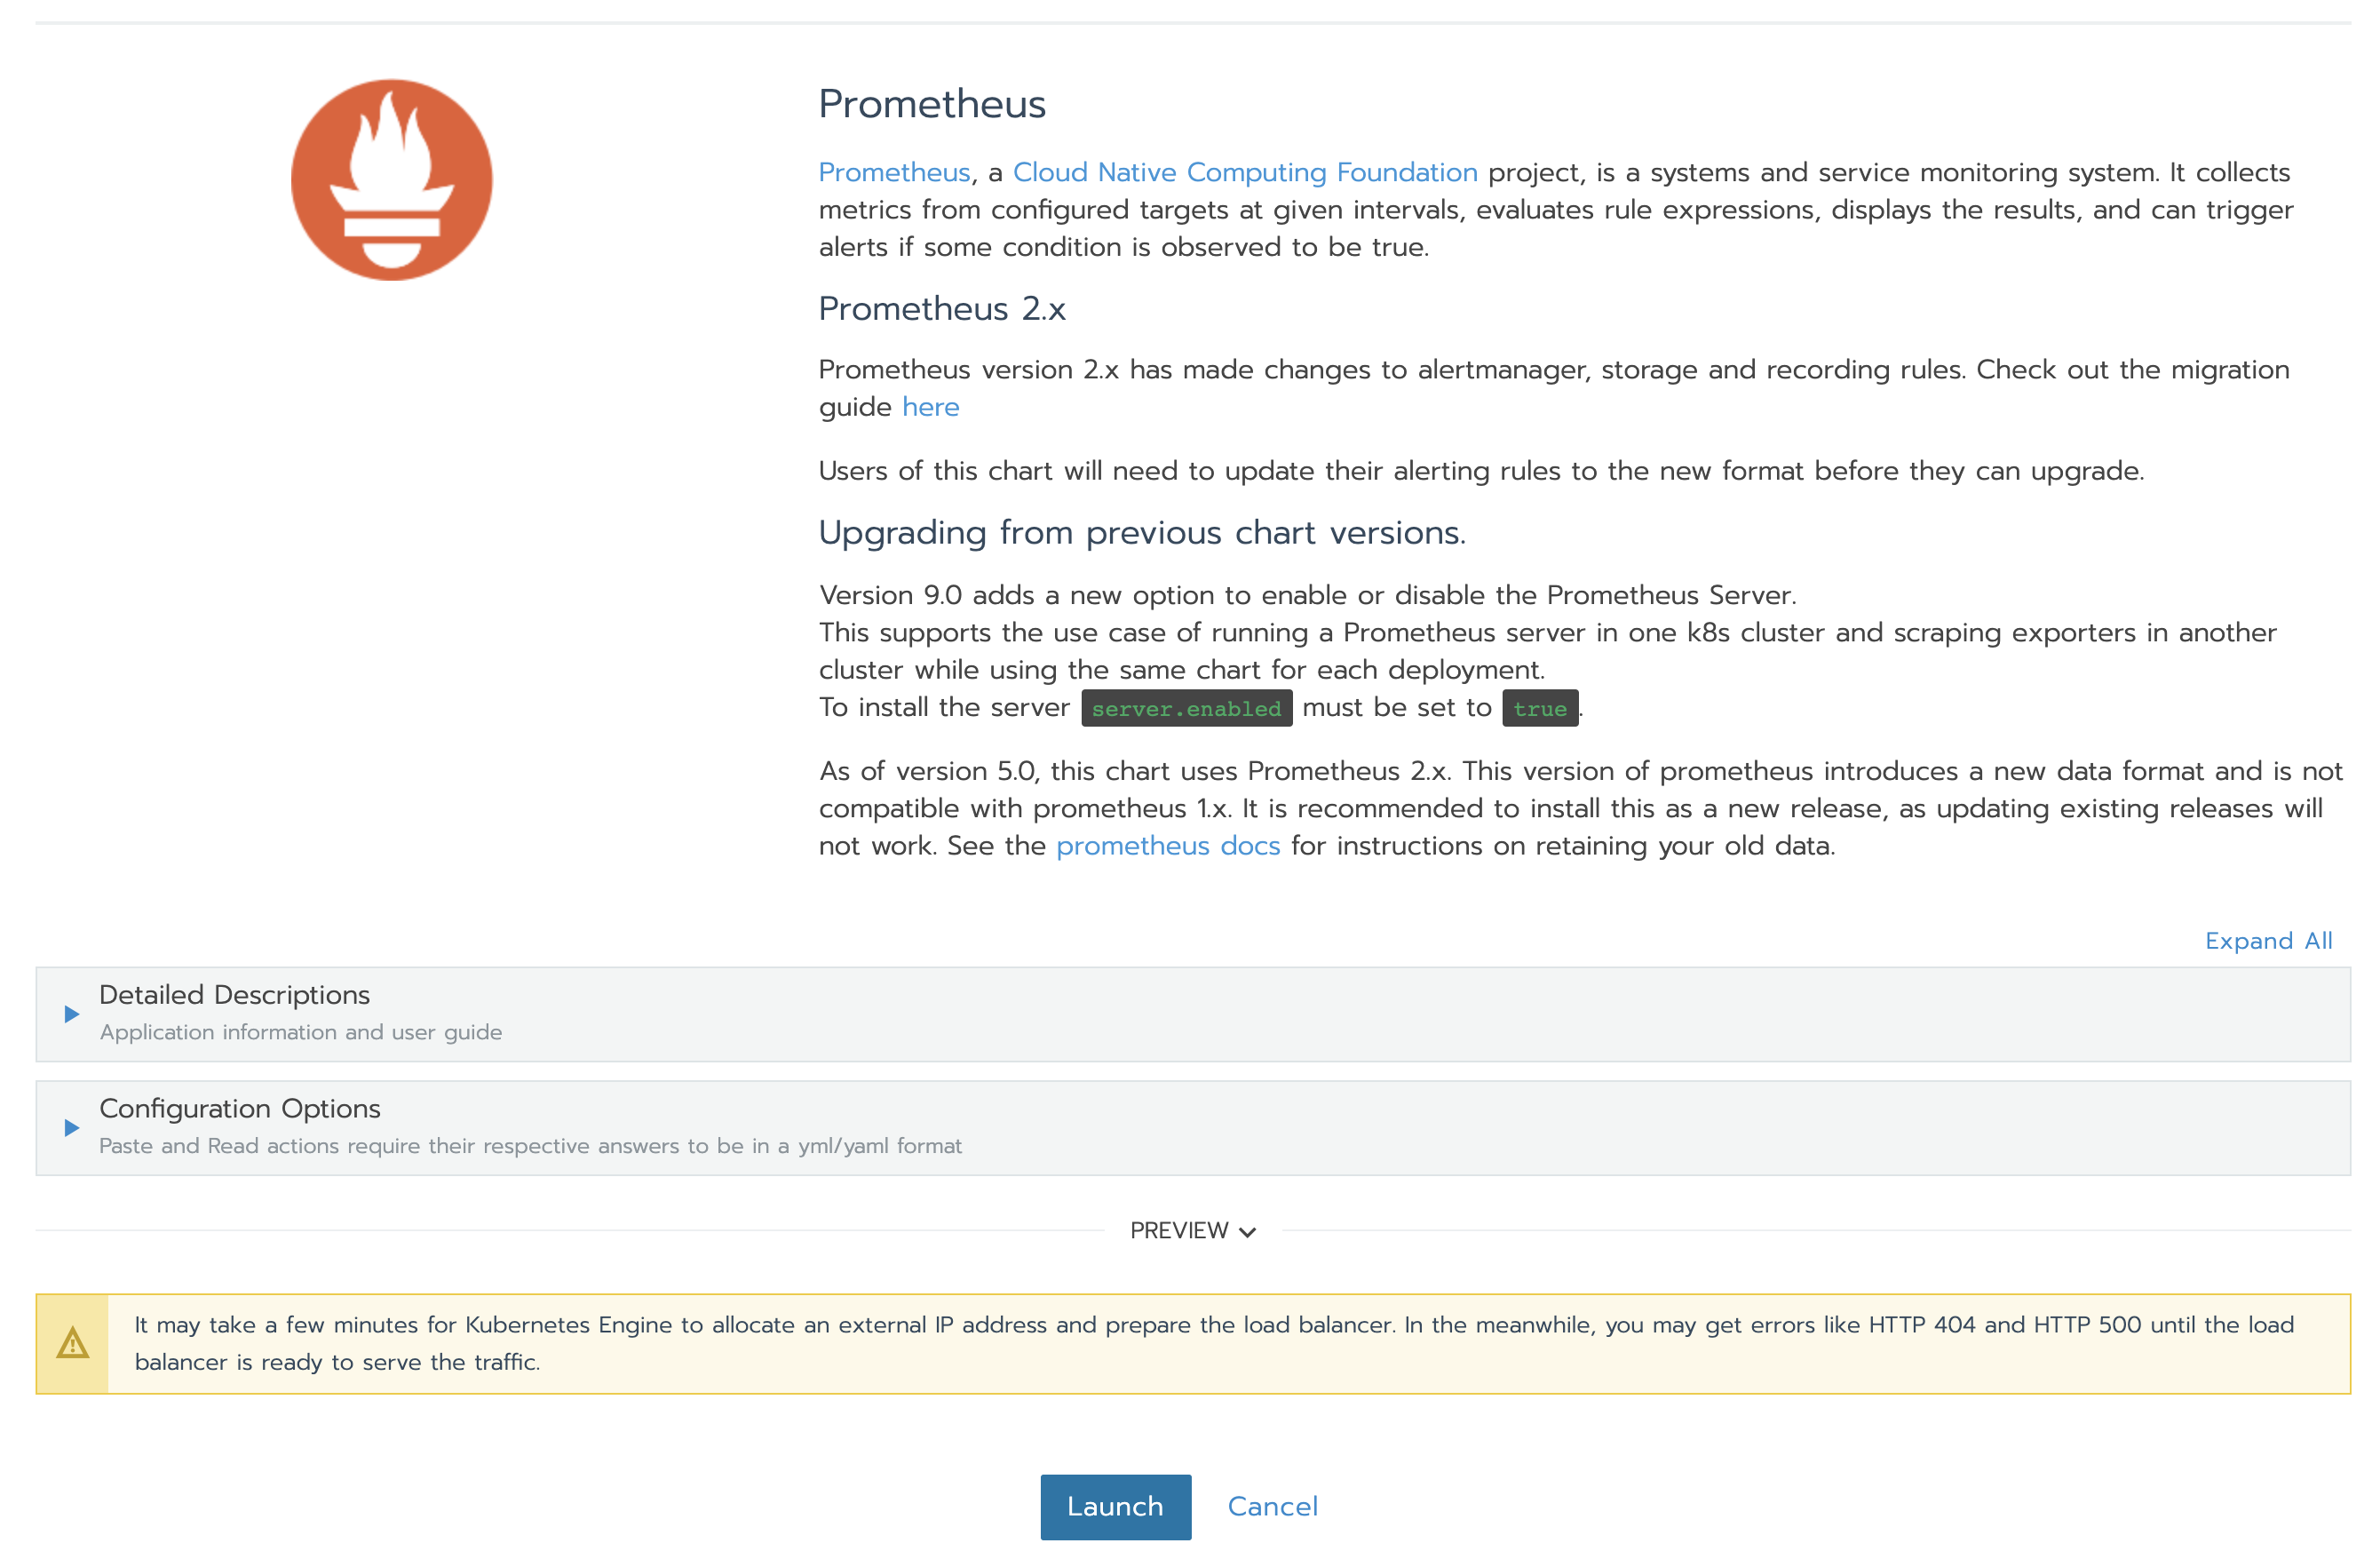 Prometheus
Prometheus, a Cloud Native Computing Foundation project, is a systems and service monitoring system. It collects
metrics from configured targets at given intervals, evaluates rule expressions, displays the results, and can trigger
alerts if some condition is observed to be true.
Prometheus 2.x
Prometheus version 2.x has made changes to alertmanager, storage and recording rules. Check out the migration
guide here
Users of this chart will need to update their alerting rules to the new format before they can upgrade.
Upgrading from previous chart versions.
Version 9.0 adds a new option to enable or disable the Prometheus Server.
This supports the use case of running a Prometheus server in one k8s cluster and scraping exporters in another
cluster while using the same chart for each deployment.
To install the server server.enabled must be set to true.
As of version 5.0, this chart uses Prometheus 2.x. This version of prometheus introduces a new data format and is not
compatible with prometheus 1.x. It is recommended to install this as a new release, as updating existing releases will
not work. See the prometheus docs for instructions on retaining your old data.
Expand All
Detailed Descriptions
Application information and user guide
Configuration Options
Paste and Read actions require their respective answers to be in a yml/yaml format
PREVIEW
It may take a few minutes for Kubernetes Engine to allocate an external IP address and prepare the load balancer. In the meanwhile, you may get errors like HTTP 404 and HTTP 500 until the load
balancer is ready to serve the traffic.
Launch Cancel